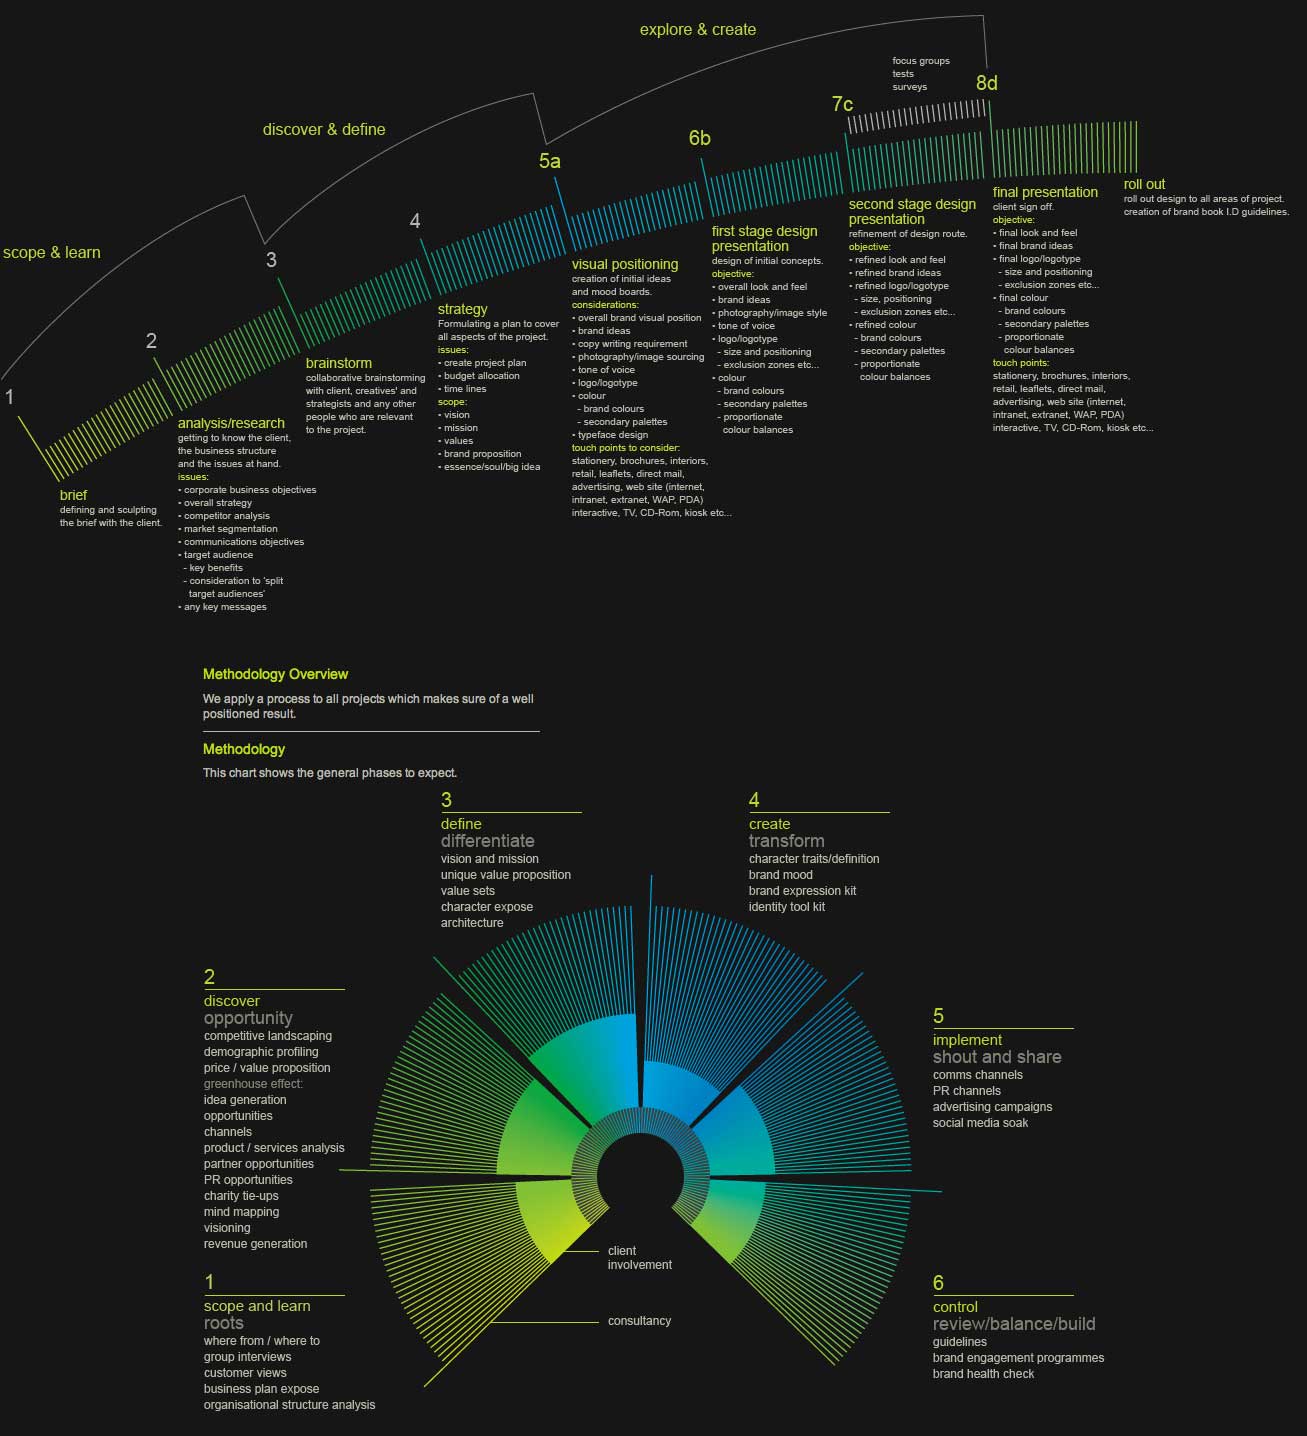 explore & create
discover & define
scope & learn
focus groups
tests
surveys
1
2
3
4
5a
6b
7c
8d
brief
defining and sculpting
the brief with the client.
analysis/research
getting to know the client,
the business structure
and the issues at hand.
issues:
• corporate business objectives
• overall strategy
• competitor analysis
• market segmentation
• communications objectives
• target audience
- key benefits
- consideration to 'split
target audiences'
• any key messages
brainstorm
collaborative brainstorming
with client, creatives' and
strategists and any other
people who are relevant
to the project.
strategy
Formulating a plan to cover
all aspects of the project.
issues:
• create project plan
• budget allocation
• time lines
scope:
• vision
• mission
• values
• brand proposition
• essence/soul/big idea
visual positioning
creation of initial ideas
and mood boards.
considerations:
• overall brand visual position
• brand ideas
• copy writing requirement
• photography/image sourcing
• tone of voice
• logo/logotype
• colour
- brand colours
- secondary palettes
• typeface design
touch points to consider:
stationery, brochures, interiors,
retail, leaflets, direct mail,
advertising, web site (internet,
intranet, extranet, WAP, PDA)
interactive, TV, CD-Rom, kiosk etc...
first stage design
presentation
design of initial concepts.
objective:
• overall look and feel
• brand ideas
• photography/image style
• tone of voice
• logo/logotype
- size and positioning
- exclusion zones etc...
• colour
- brand colours
- secondary palettes
- proportionate
colour balances
second stage design
presentation
refinement of design route.
objective:
• refined look and feel
• refined brand ideas
• refined logo/logotype
- size, positioning
- exclusion zones etc...
• refined colour
- brand colours
- secondary palettes
- proportionate
colour balances
final presentation
client sign off.
objective:
• final look and feel
• final brand ideas
• final logo/logotype
- size and positioning
- exclusion zones etc...
• final colour
- brand colours
- secondary palettes
- proportionate
colour balances
touch points:
stationery, brochures, interiors,
retail, leaflets, direct mail,
advertising, web site (internet,
intranet, extranet, WAP, PDA)
interactive, TV, CD-Rom, kiosk etc...
roll out
roll out design to all areas of project.
creation of brand book I.D guidelines.
Methodology Overview
We apply a process to all projects which makes sure of a well
positioned result.
Methodology
This chart shows the general phases to expect.
3
define
differentiate
vision and mission
unique value proposition
value sets
character expose
architecture
4
create
transform
character traits/definition
brand mood
brand expression kit
identity tool kit
2
discover
opportunity
competitive landscaping
demographic profiling
price / value proposition
greenhouse effect:
idea generation
opportunities
channels
product / services analysis
partner opportunities
PR opportunities
charity tie-ups
mind mapping
visioning
revenue generation
5
implement
shout and share
comms channels
PR channels
advertising campaigns
social media soak
1
scope and learn
roots
where from / where to
group interviews
customer views
business plan expose
organisational structure analysis
client
involvement
consultancy
6
control
review/balance/build
guidelines
brand engagement programmes
brand health check